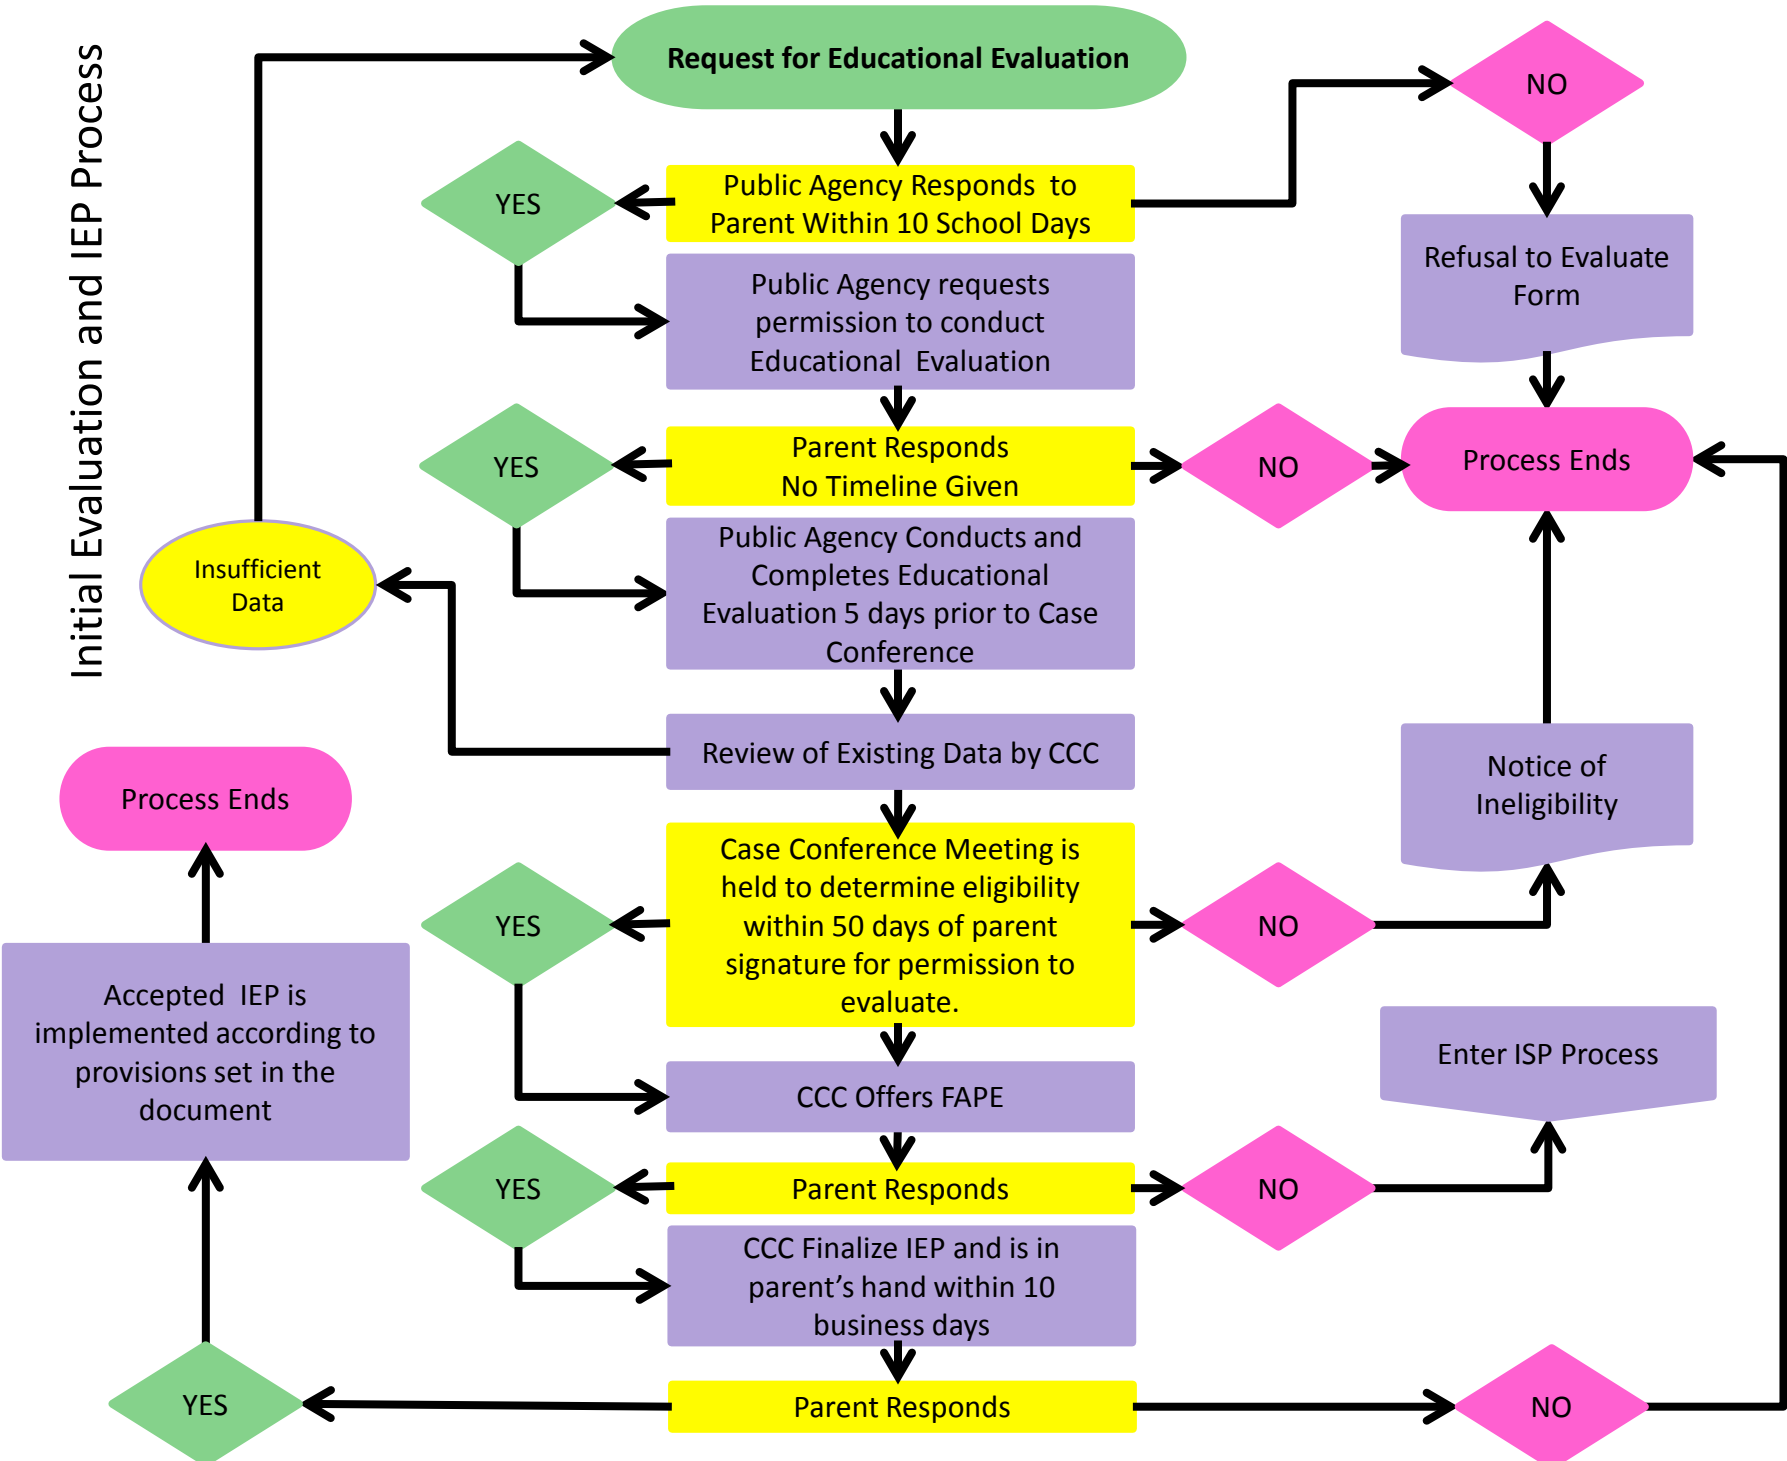 Initial Evaluation and IEP Process
Request for Educational Evaluation
NO
YES
Public Agency Responds to
Parent Within 10 School Days
Refusal to Evaluate
Form
Public Agency requests
permission to conduct
Educational Evaluation
YES
Parent Responds
No Timeline Given
NO
Process Ends
Insufficient
Data
Public Agency Conducts and
Completes Educational
Evaluation 5 days prior to Case
Conference
Review of Existing Data by CCC
Process Ends
Notice of
Ineligibility
YES
Case Conference Meeting is
held to determine eligibility
within 50 days of parent
signature for permission to
evaluate.
NO
Accepted IEP is
implemented according to
provisions set in the
document
CCC Offers FAPE
Enter ISP Process
YES
Parent Responds
NO
CCC Finalize IEP and is in
parent’s hand within 10
business days
YES
Parent Responds
NO